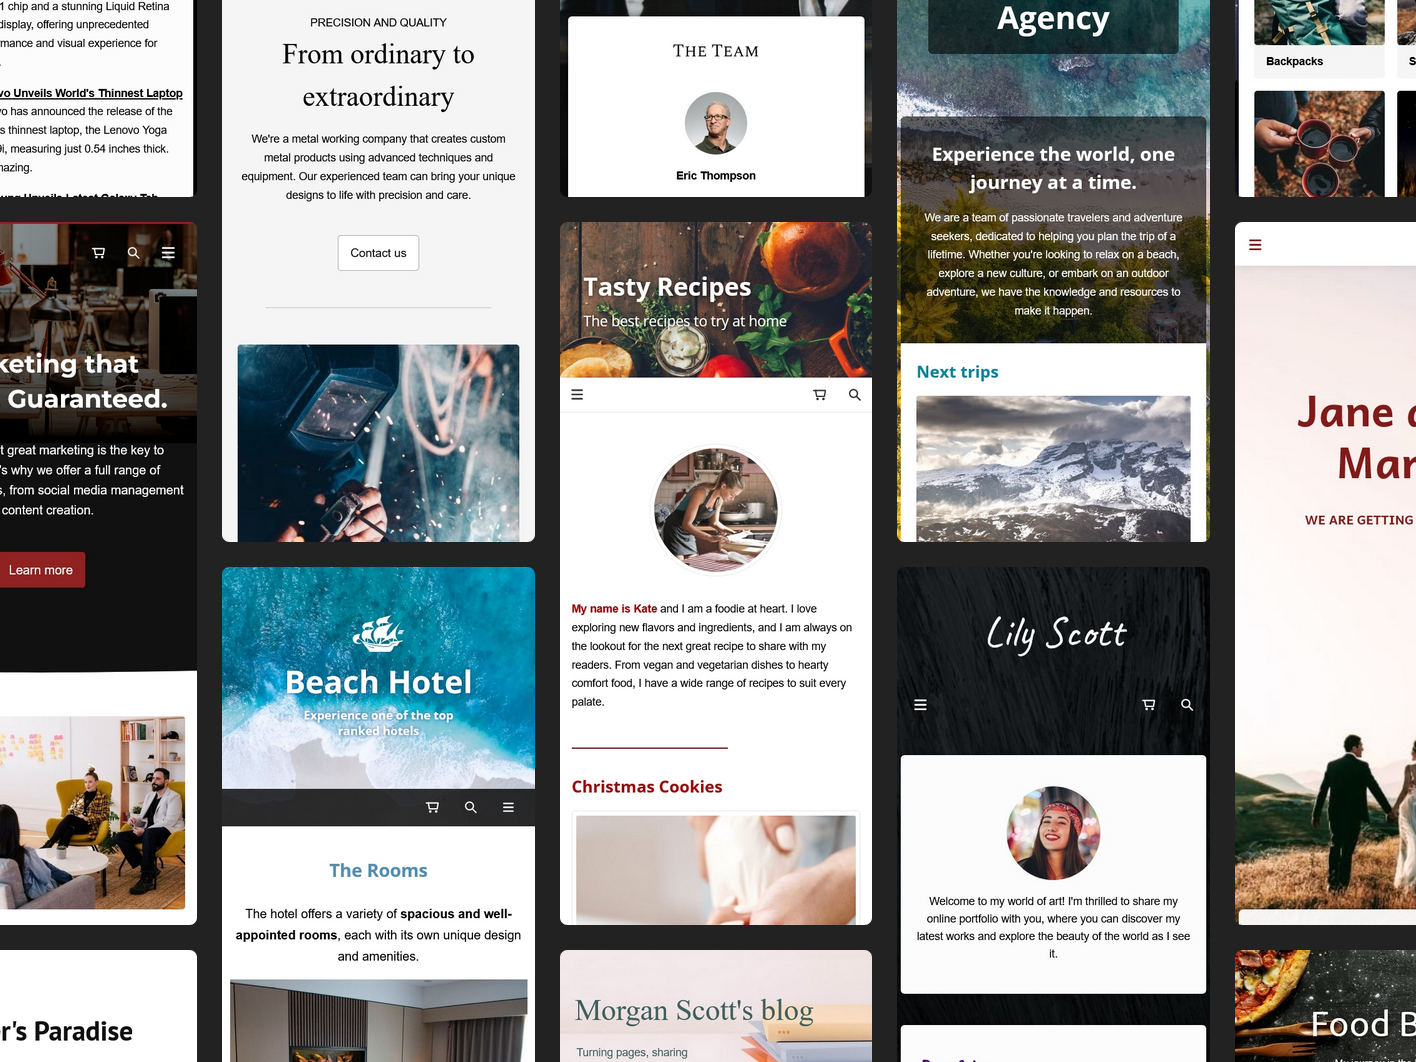 1 chip and a stunning Liquid Retina
display, offering unprecedented
mance and visual experience for
vo Unveils World's Thinnest Laptop
vo has announced the release of the
s thinnest laptop, the Lenovo Yoga
9i, measuring just 0.54 inches thick.
mazing.
keting that
Guaranteed.
t great marketing is the key to
's why we offer a full range of
s, from social media management
content creation.
Learn more
r's Paradise
PRECISION AND QUALITY
From ordinary to
extraordinary
We're a metal working company that creates custom
metal products using advanced techniques and
equipment. Our experienced team can bring your unique
designs to life with precision and care.
Contact us
Beach Hotel
Experience one of the top
ranked hotels
The Rooms
The hotel offers a variety of spacious and well-
appointed rooms, each with its own unique design
and amenities.
THE TEAM
Eric Thompson
Tasty Recipes
The best recipes to try at home
My name is Kate and I am a foodie at heart. I love
exploring new flavors and ingredients, and I am always on
the lookout for the next great recipe to share with my
readers. From vegan and vegetarian dishes to hearty
comfort food, I have a wide range of recipes to suit every
palate.
Christmas Cookies
Morgan Scott's blog
Turning pages, sharing
Agency
Experience the world, one
journey at a time.
We are a team of passionate travelers and adventure
seekers, dedicated to helping you plan the trip of a
lifetime. Whether you're looking to relax on a beach,
explore a new culture, or embark on an outdoor
adventure, we have the knowledge and resources to
make it happen.
Next trips
Lily Scott
Welcome to my world of art! I'm thrilled to share my
online portfolio with you, where you can discover my
latest works and explore the beauty of the world as I see
it.
Backpacks
S
Jane
Mar
WE ARE GETTING
Food B